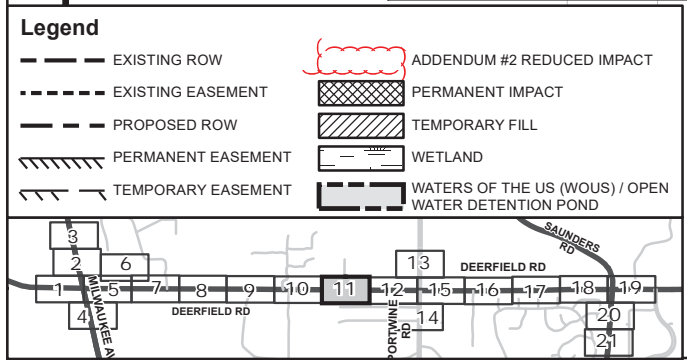 Legend
EXISTING ROW
EXISTING EASEMENT
PROPOSED ROW
PERMANENT EASEMENT
TEMPORARY EASEMENT
ADDENDUM #2 REDUCED IMPACT
PERMANENT IMPACT
TEMPORARY FILL
WETLAND
WATERS OF THE US (WOUS) / OPEN
WATER DETENTION POND
3
2
6
1
MILWAUKEE AV
5
7
8
9
10
11
12
15
16
17
18
19
4
DEERFIELD RD
13
DEERFIELD RD
SAUNDERS
RD
PORTWINE
RD
14
20
21